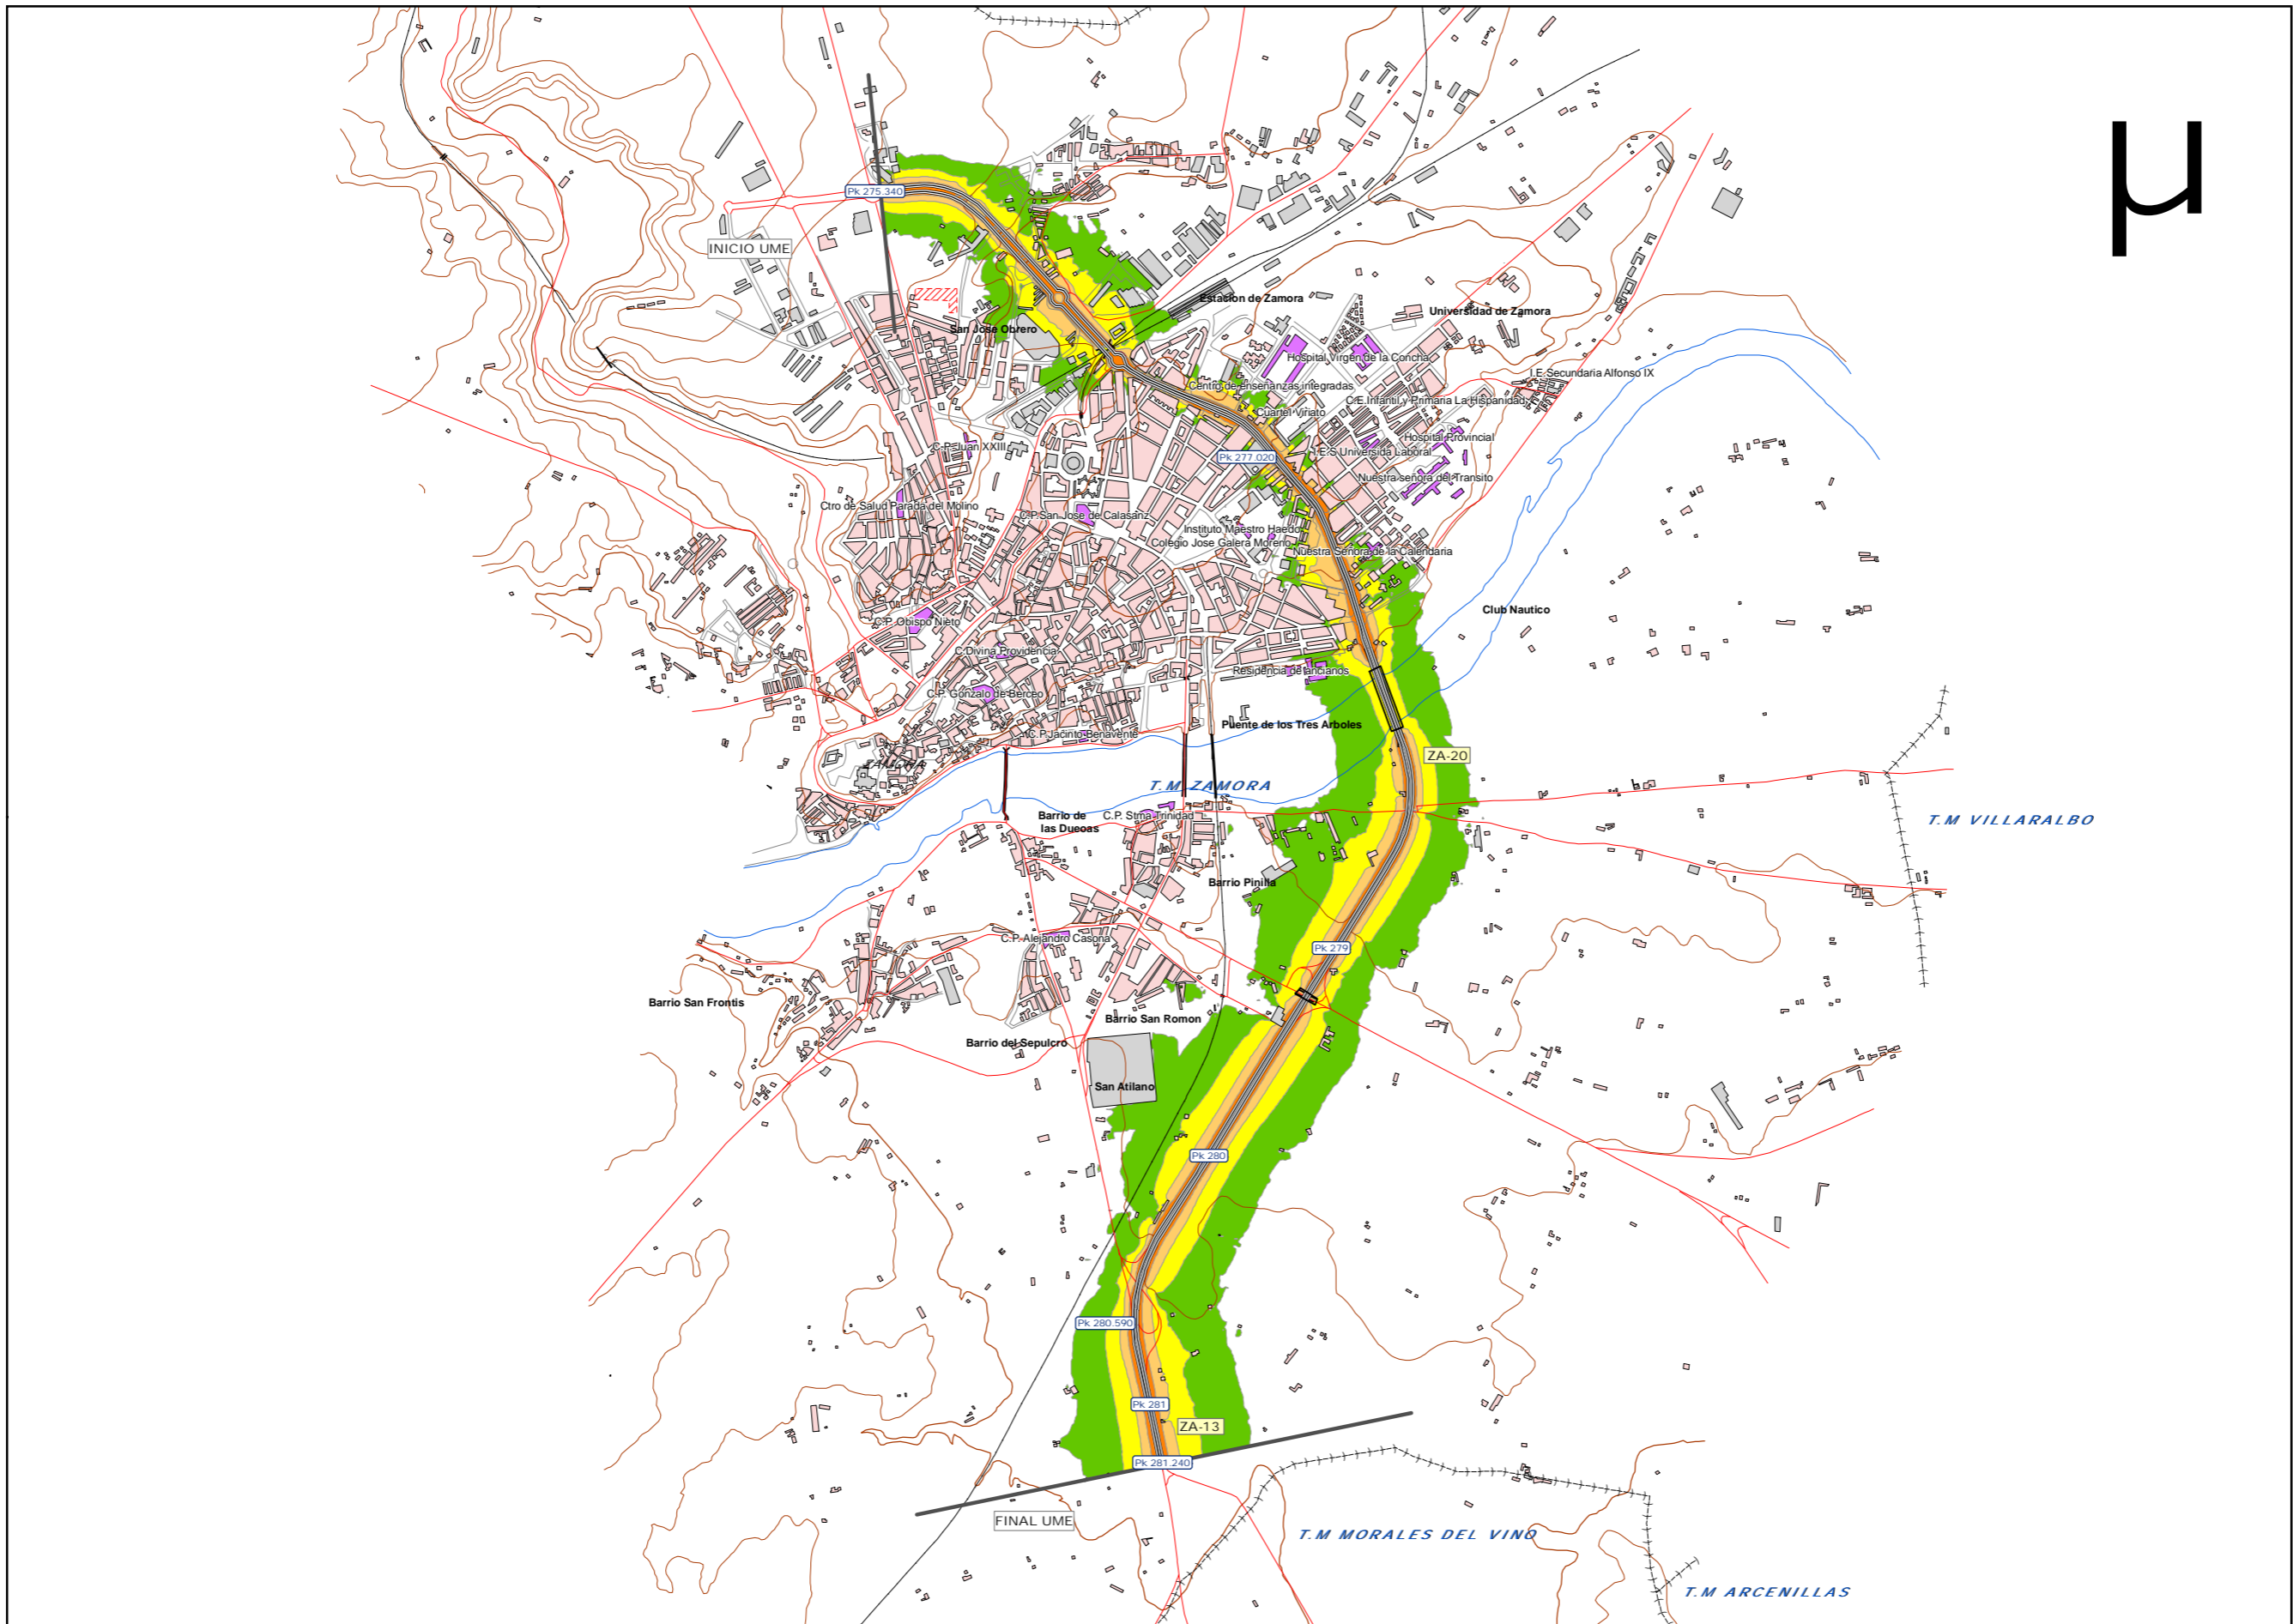 µ
Pk 275.340
INICIO UME
Estacion de Zamora
Universidad de Zamora
San Jose Obrero
Hospital Virgen de la Concha
I.E.Secundaria Alfonso IX
Centro de enseñanzas integradas
C.E.Infantil y Primaria La Hispanidad
Cuartel Viriato
Hospital Provincial
C.P. Juan XXIII
I.E.S Universida Laboral
Pk 277.020
Nuestra señora del Transito
Ctro de Salud Parada del Molino
C.P.San Jose de Calasanz
Instituto Maestro Haedo
Colegio Jose Galera Moreno
Nuestra Señora de la Calendaria
Club Nautico
C.P. Obispo Nieto
C.Divina Providencia
Residencia de ancianos
C.P. Gonzalo de Berceo
Puente de los Tres Arboles
C.P.Jacinto Benavente
ZA-20
ZAMORA
T.M ZAMORA
Barrio de
las Dueoas
C.P. Stma Trinidad
T.M VILLARALBO
Barrio Pinilla
C.P. Alejandro Casona
Pk 279
Barrio San Frontis
Barrio San Romon
Barrio del Sepulcro
San Atilano
Pk 280
Pk 280.590
Pk 281
ZA-13
Pk 281.240
FINAL UME
T.M MORALES DEL VINO
T.M ARCENILLAS